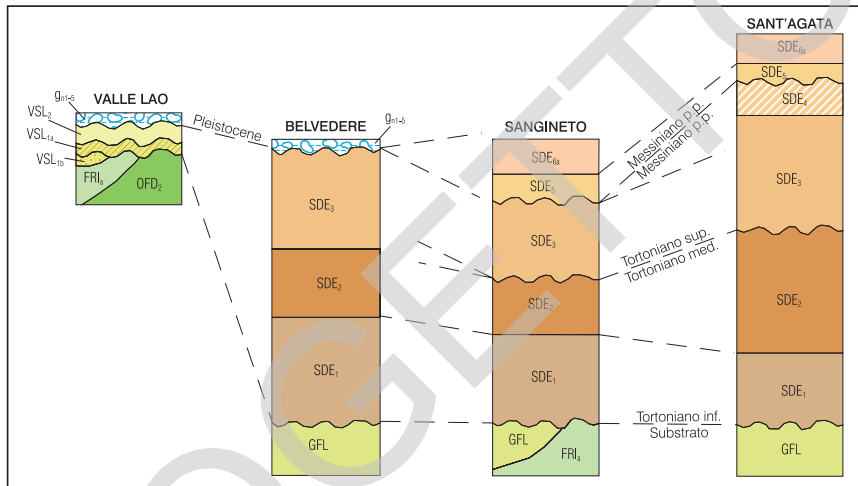 SANT'AGATA
SDE6a
SDE5
SDE4
SDE3
SDE2
SDE1
GFL
VALLE LAO
gn1-5
VSL2
VSL1a
VSL1b
FRIa
OFD2
Pleistocene
BELVEDERE
gn1-5
SDE3
SDE2
SDE1
GFL
SANGINETO
SDE6a
SDE5
SDE3
SDE2
SDE1
GFL
FRIa
Messiniano p.p.
Messiniano p.p.
Tortoniano sup.
Tortoniano med.
Tortoniano inf.
Substrato